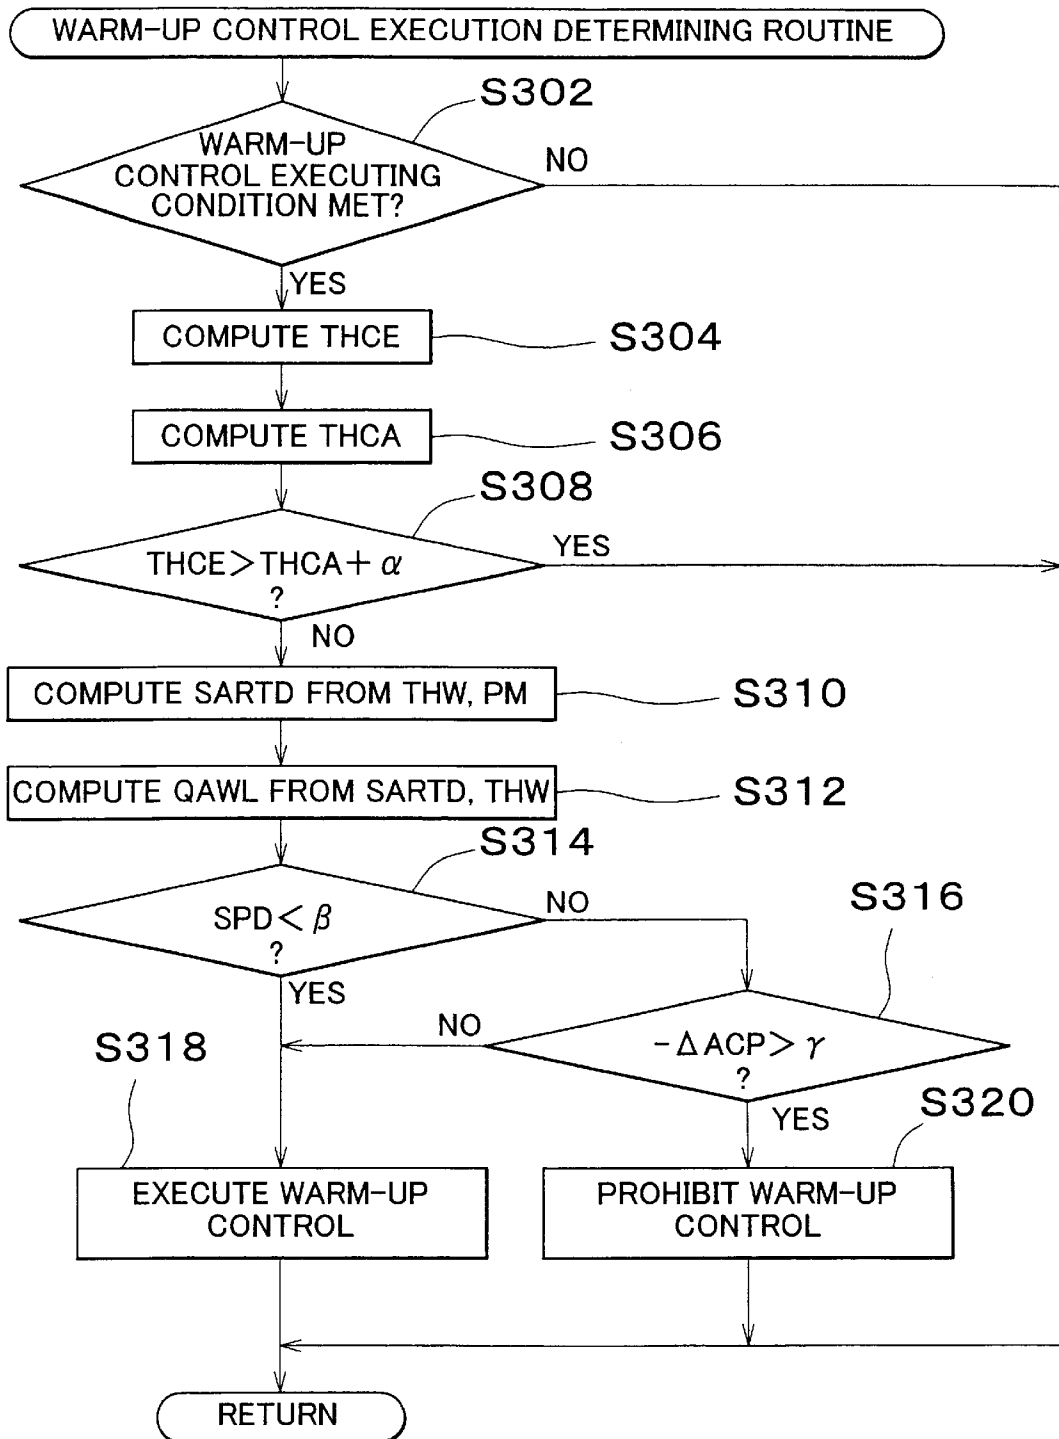 WARM-UP CONTROL EXECUTION DETERMINING ROUTINE
S302
WARM-UP
CONTROL EXECUTING
CONDITION MET?
NO
YES
COMPUTE THCE
S304
COMPUTE THCA
S306
S308
THCE>THCA+ α
?
YES
NO
COMPUTE SARTD FROM THW, PM
S310
COMPUTE QAWL FROM SARTD, THW
S312
S314
SPD<β
?
NO
YES
S316
-ΔACP>γ
?
NO
YES
S318
EXECUTE WARM-UP
CONTROL
S320
PROHIBIT WARM-UP
CONTROL
RETURN